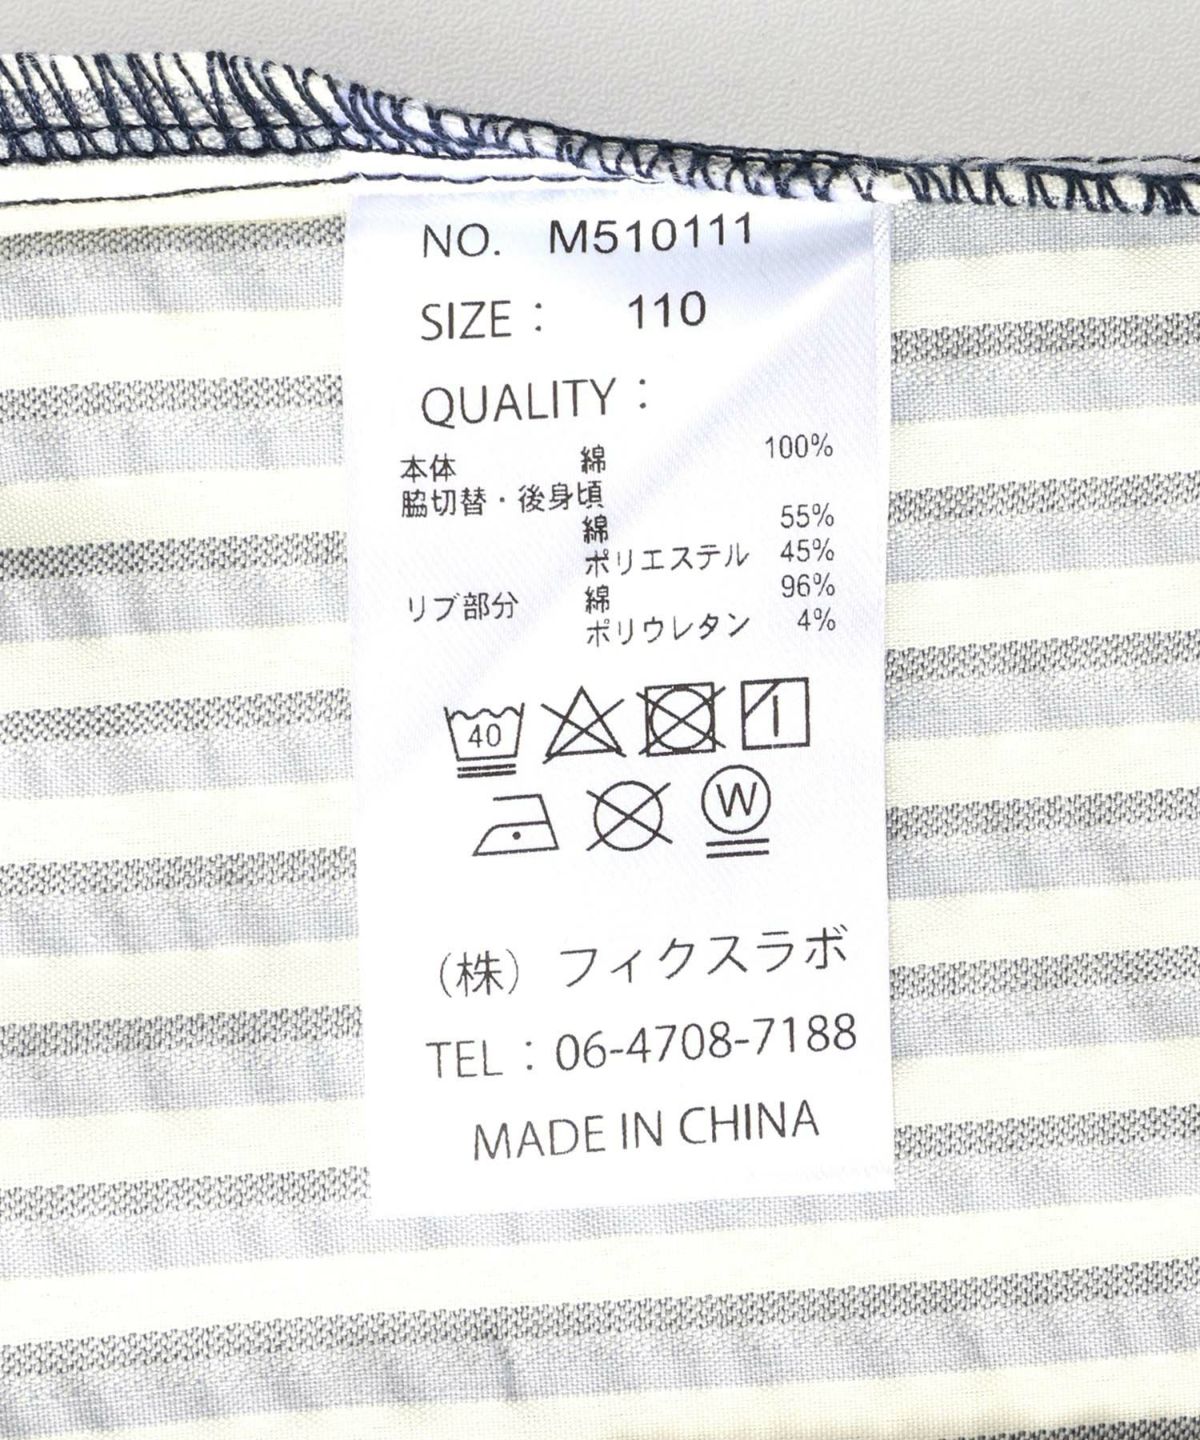 NO. M510111
SIZE： 110
QUALITY：
本体 綿 100%
脇切替・後身頃
綿 55%
ポリエステル 45%
リブ部分 綿 96%
ポリウレタン 4%
40
W
（株）フィクスラボ
TEL：06-4708-7188
MADE IN CHINA